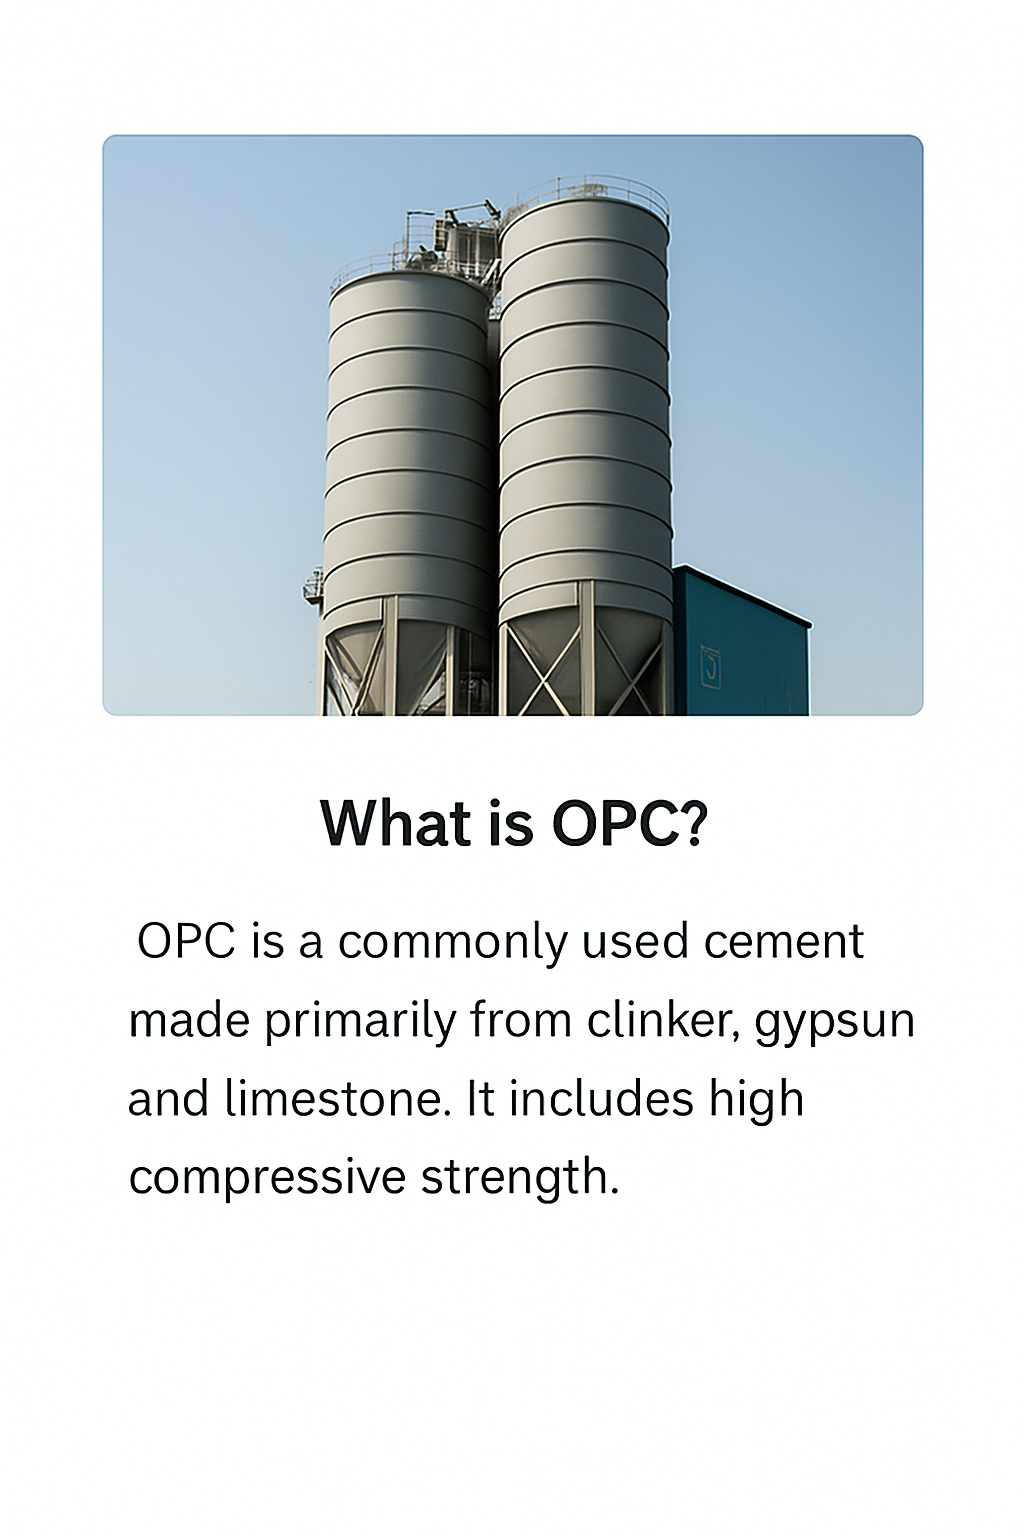 What is OPC?
OPC is a commonly used cement
made primarily from clinker, gypsun
and limestone. It includes high
compressive strength.